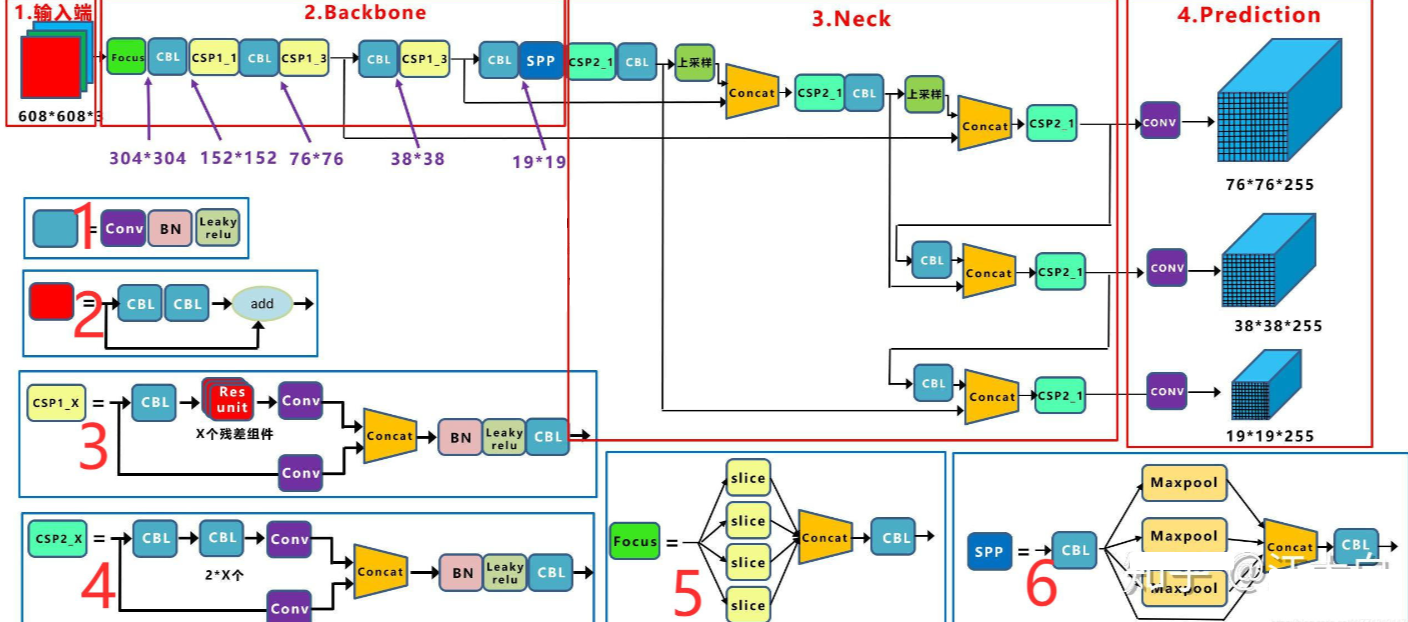 1.输入端
2.Backbone
3.Neck
4.Prediction
608*608*3
Focus
CBL
CSP1_1
CBL
CSP1_3
CBL
CSP1_3
CBL
SPP
CSP2_1
CBL
上采样
Concat
CSP2_1
CBL
上采样
Concat
CSP2_1
CONV
304*304
152*152
76*76
38*38
19*19
76*76*255
CBL
Concat
CSP2_1
CONV
38*38*255
CBL
Concat
CSP2_1
CONV
19*19*255
1
=
Conv
BN
Leaky
relu
2
=
CBL
CBL
add
3
CSP1_X
=
CBL
Res
unit
X个残差组件
Conv
Conv
Concat
BN
Leaky
relu
CBL
4
CSP2_X
=
CBL
CBL
2*X个
Conv
Conv
Concat
BN
Leaky
relu
CBL
5
Focus
=
slice
slice
slice
slice
Concat
CBL
6
SPP
=
CBL
Maxpool
Maxpool
Maxpool
Concat
CBL
知乎 @江大白